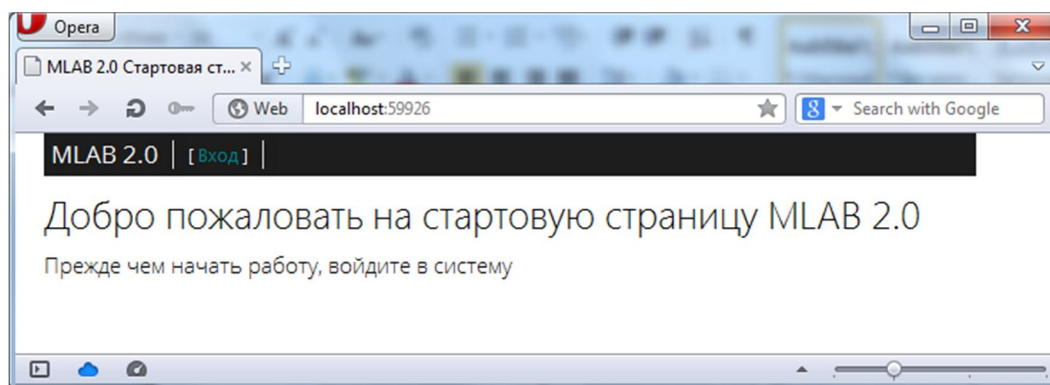 Opera
MLAB 2.0 Стартовая ст...
Web localhost:59926 8 Search with Google
MLAB 2.0 | [Вход] |
Добро пожаловать на стартовую страницу MLAB 2.0
Прежде чем начать работу, войдите в систему